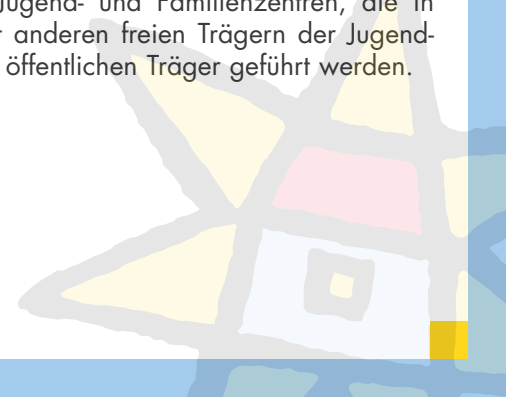 Jugend- und Familienzentren, die in
anderen freien Trägern der Jugend-
öffentlichen Träger geführt werden.